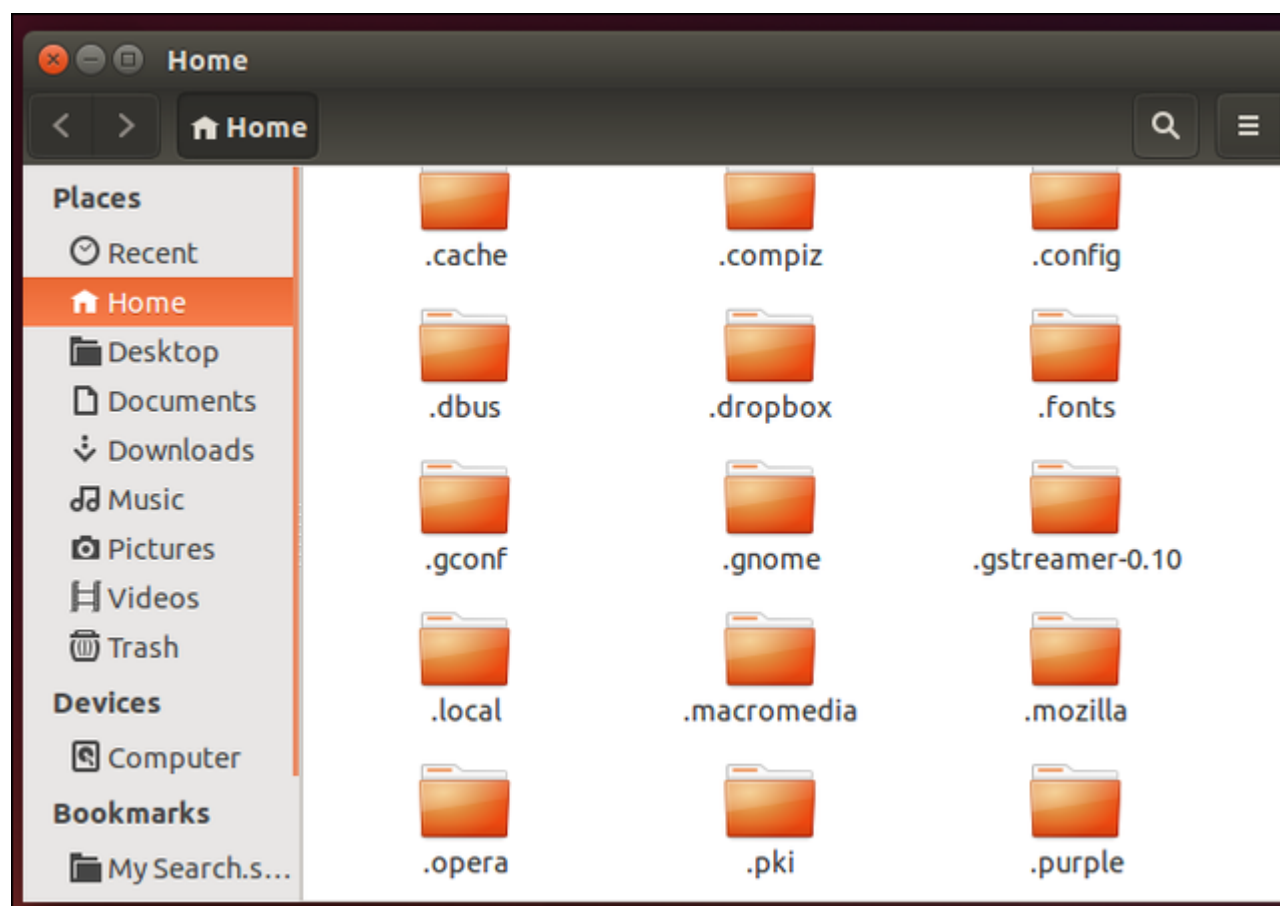 Home
Home
Places
Recent
Home
Desktop
Documents
Downloads
Music
Pictures
Videos
Trash
Devices
Computer
Bookmarks
My Search.s...
.cache .compiz .config
.dbus .dropbox .fonts
.gconf .gnome .gstreamer-0.10
.local .macromedia .mozilla
.opera .pki .purple